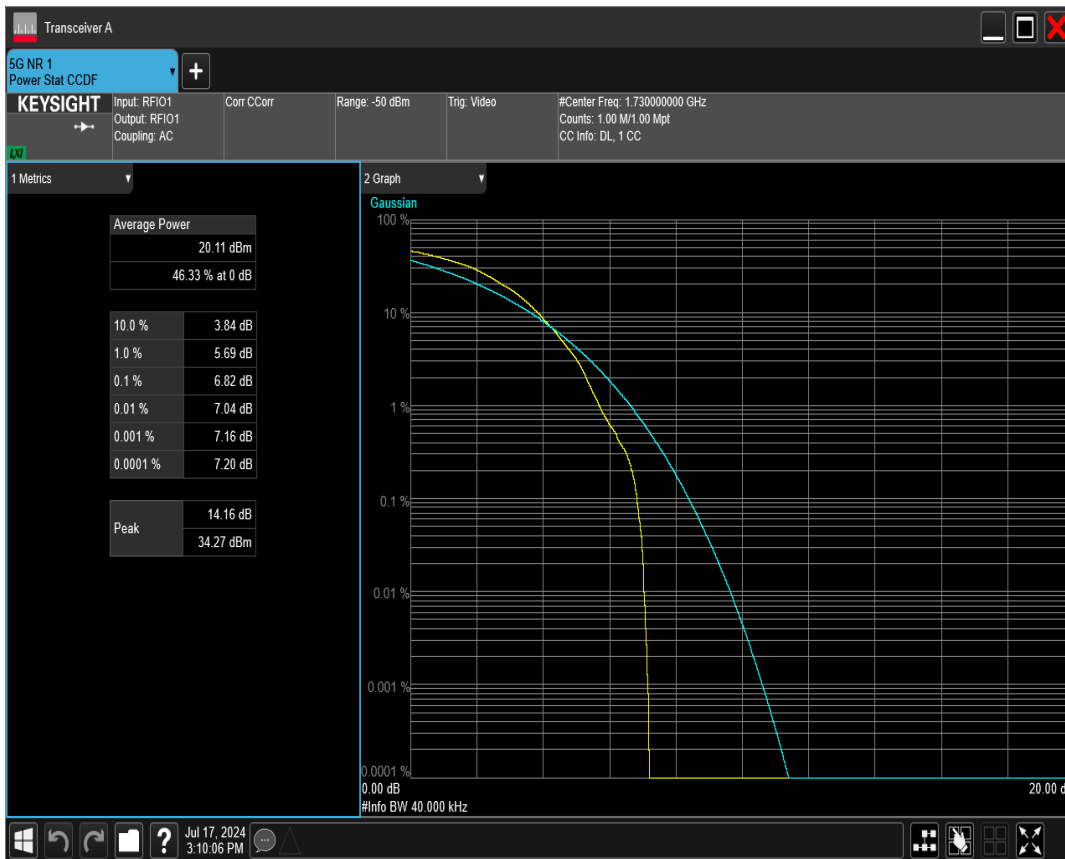 Transceiver A
5G NR 1
Power Stat CCDF
+
KEYSIGHT
LXI
Input: RFIO1
Output: RFIO1
Coupling: AC
Corr CCorr
Range: -50 dBm
Trig: Video
#Center Freq: 1.730000000 GHz
Counts: 1.00 M/1.00 Mpt
CC Info: DL, 1 CC
1 Metrics
Average Power
20.11 dBm
46.33 % at 0 dB
10.0 % 3.84 dB
1.0 % 5.69 dB
0.1 % 6.82 dB
0.01 % 7.04 dB
0.001 % 7.16 dB
0.0001 % 7.20 dB
Peak
14.16 dB
34.27 dBm
2 Graph
Gaussian
100 %
10 %
1 %
0.1 %
0.01 %
0.001 %
0.0001 %
0.00 dB 20.00 d
#Info BW 40.000 kHz
?
Jul 17, 2024
3:10:06 PM